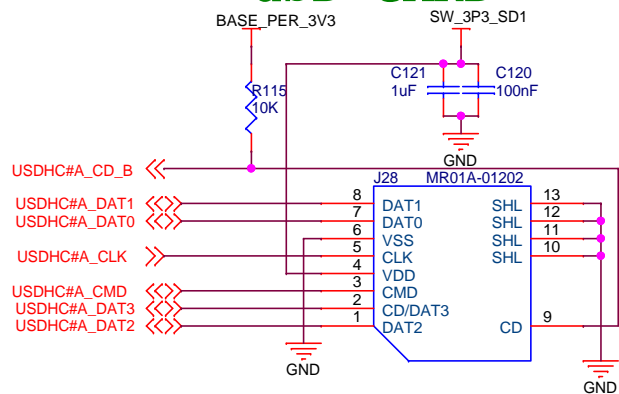 BASE_PER_3V3
SW_3P3_SD1
R115
10K
C121
1uF
C120
100nF
GND
USDHC#A_CD_B
J28
MR01A-01202
USDHC#A_DAT1
8
DAT1
SHL
13
USDHC#A_DAT0
7
DAT0
SHL
12
6
VSS
SHL
11
USDHC#A_CLK
5
CLK
SHL
10
4
VDD
USDHC#A_CMD
3
CMD
USDHC#A_DAT3
2
CD/DAT3
USDHC#A_DAT2
1
DAT2
CD
9
GND
GND